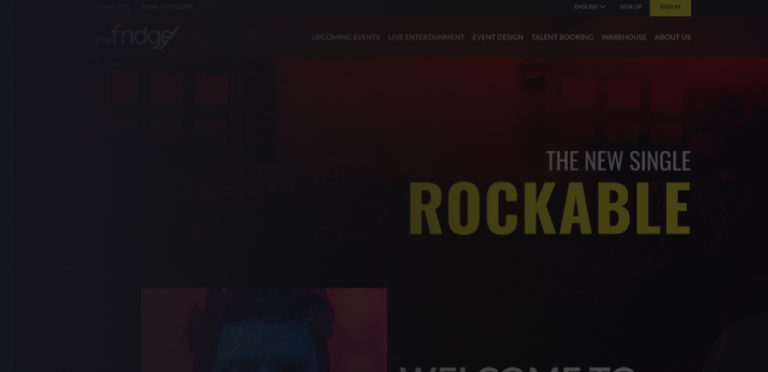 CONTACT US
ENGLISH
SIGN UP
SIGN IN
the fridge
UPCOMING EVENTS LIVE ENTERTAINMENT EVENT DESIGN TALENT BOOKING WAREHOUSE ABOUT US
THE NEW SINGLE
ROCKABLE
WELCOME TO